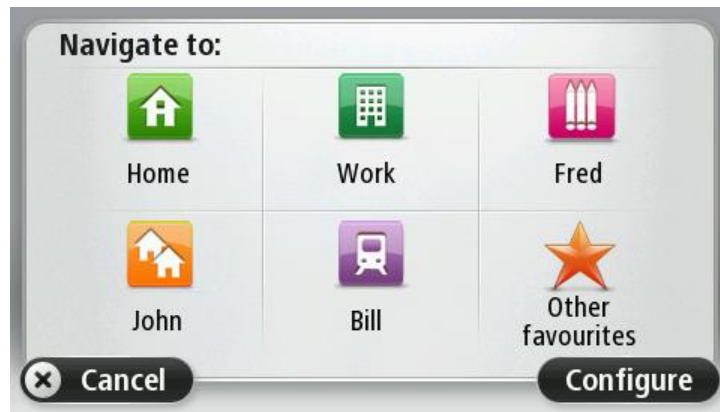 Navigate to:
Home
Work
Fred
John
Bill
Other
favourites
Cancel
Configure